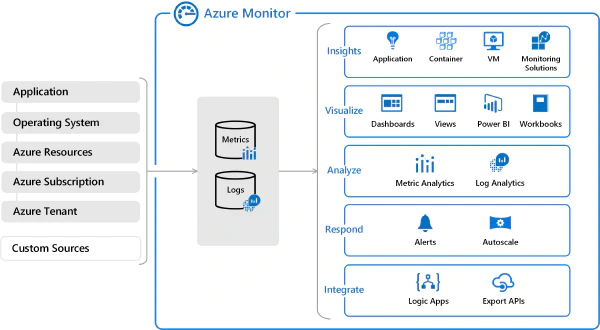 Azure Monitor
Application
Operating System
Azure Resources
Azure Subscription
Azure Tenant
Custom Sources
Metrics
Logs
Insights
Application
Container
VM
Monitoring
Solutions
Visualize
Dashboards
Views
Power BI
Workbooks
Analyze
Metric Analytics
Log Analytics
Respond
Alerts
Autoscale
Integrate
Logic Apps
Export APIs